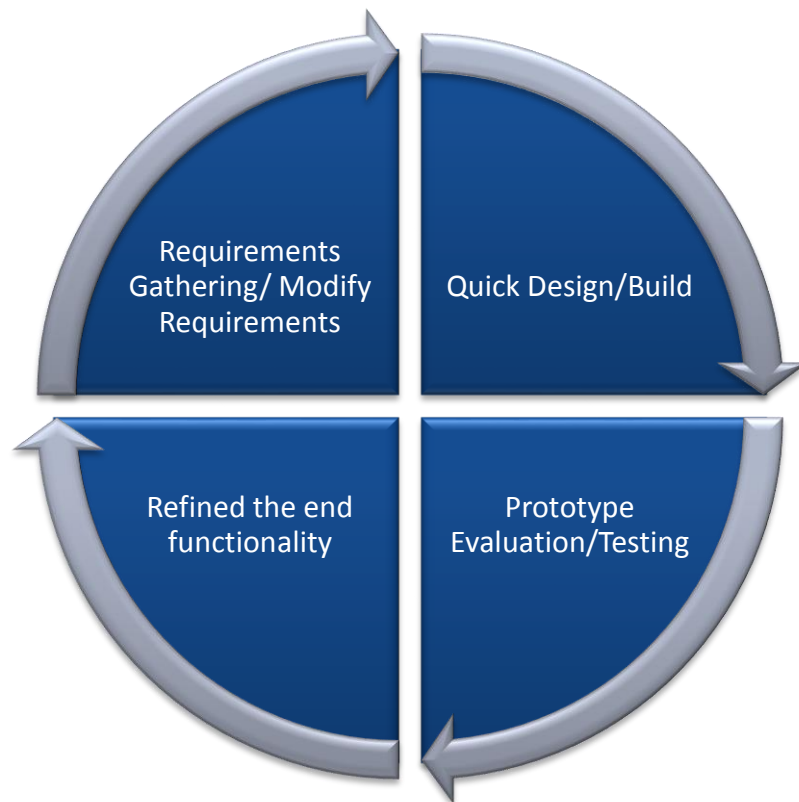 Requirements
Gathering/ Modify
Requirements
Quick Design/Build
Refined the end
functionality
Prototype
Evaluation/Testing